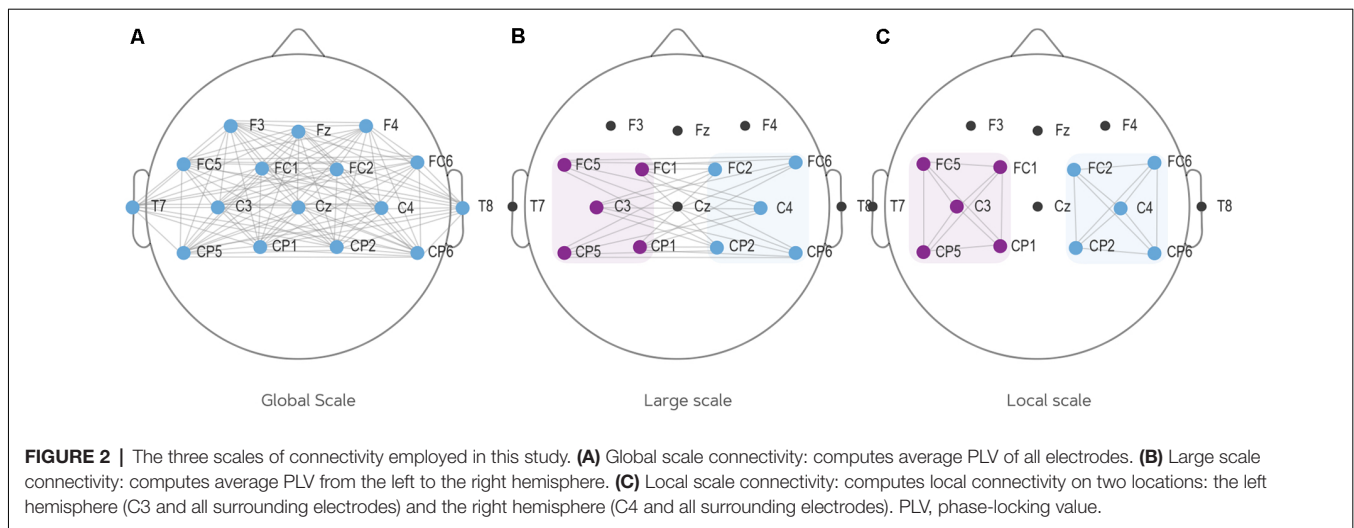 A B C
F3 Fz F4 F3 Fz F4 F3 Fz F4
FC5 FC1 FC2 FC6 FC5 FC1 FC2 FC6 FC5 FC1 FC2 FC6
T7 C3 Cz C4 T8 T7 C3 Cz C4 T8 T7 C3 Cz C4 T8
CP5 CP1 CP2 CP6 CP5 CP1 CP2 CP6 CP5 CP1 CP2 CP6
Global Scale Large scale Local scale
FIGURE 2 | The three scales of connectivity employed in this study. (A) Global scale connectivity: computes average PLV of all electrodes. (B) Large scale
connectivity: computes average PLV from the left to the right hemisphere. (C) Local scale connectivity: computes local connectivity on two locations: the left
hemisphere (C3 and all surrounding electrodes) and the right hemisphere (C4 and all surrounding electrodes). PLV, phase-locking value.